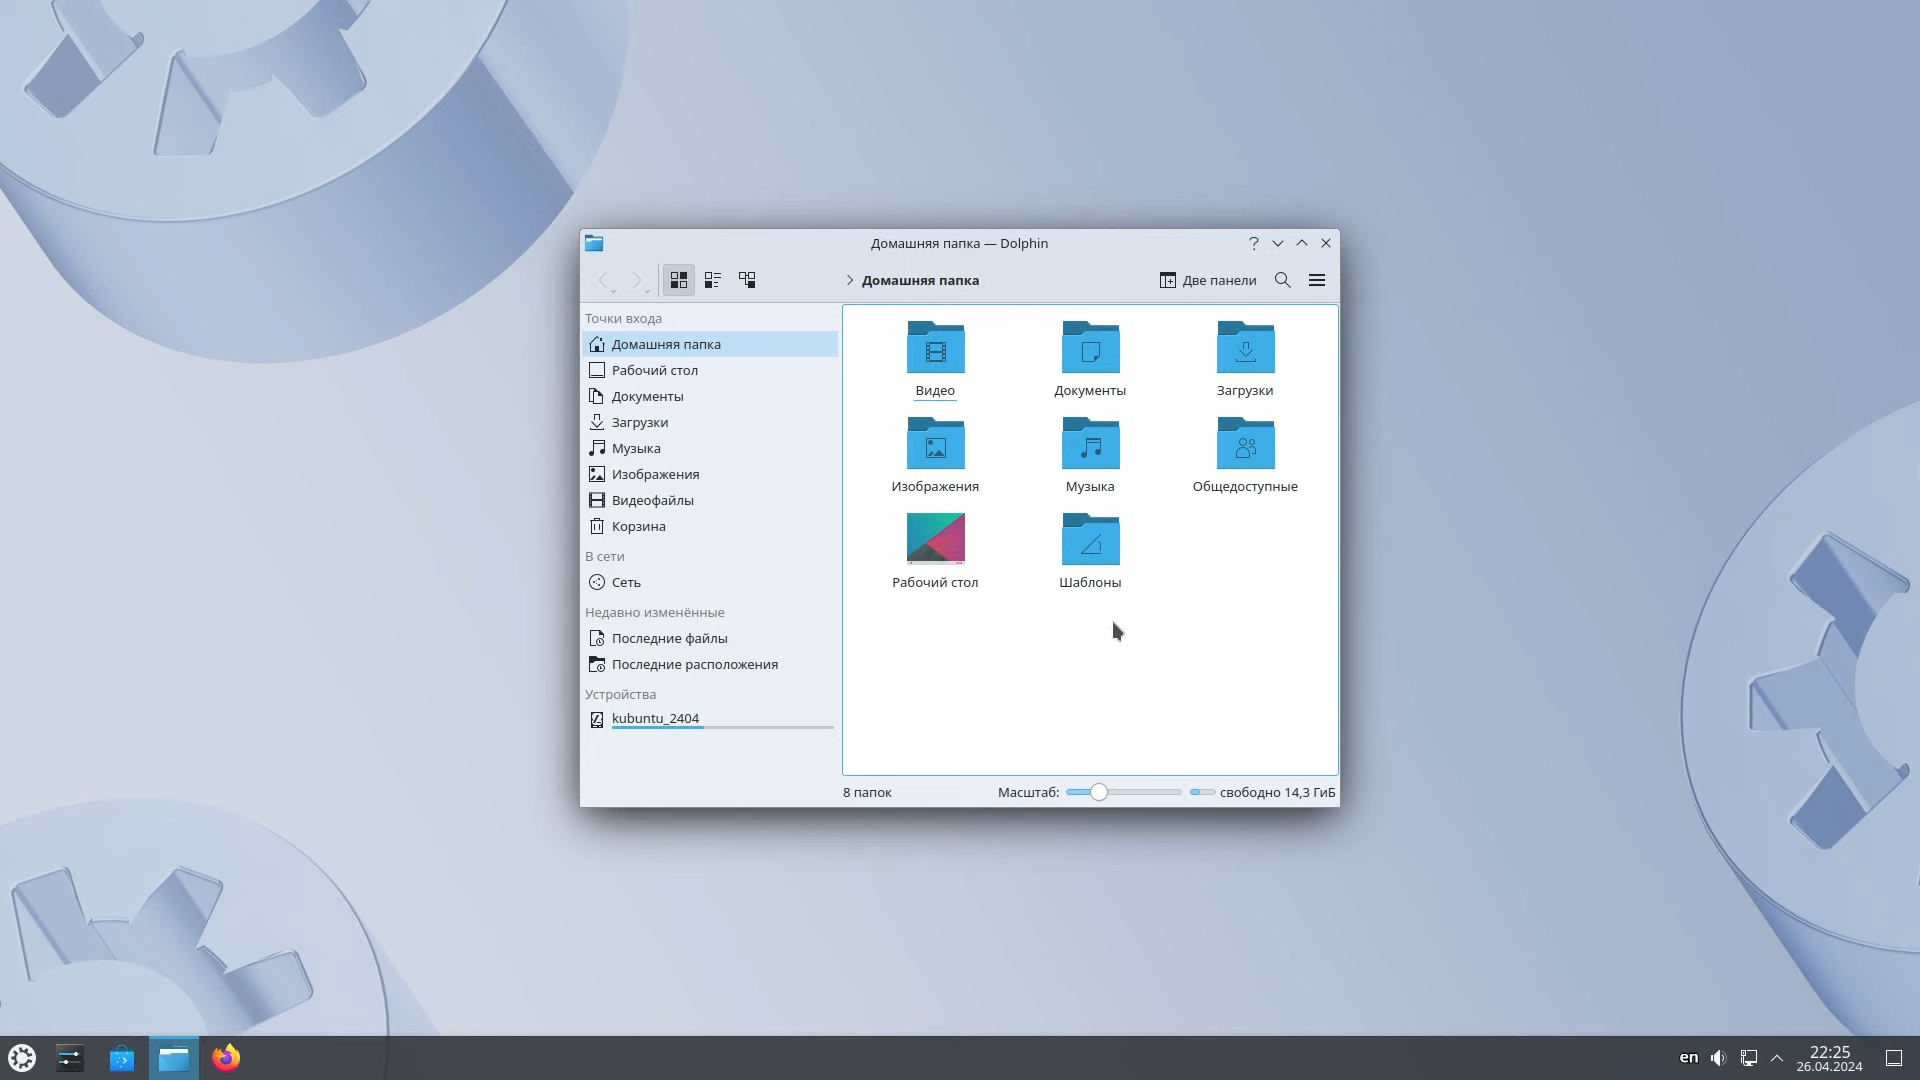 Домашняя папка — Dolphin
Домашняя папка
Две панели
Точки входа
Домашняя папка
Рабочий стол
Документы
Загрузки
Музыка
Изображения
Видеофайлы
Корзина
В сети
Сеть
Недавно изменённые
Последние файлы
Последние расположения
Устройства
kubuntu_2404
Видео
Документы
Загрузки
Изображения
Музыка
Общедоступные
Рабочий стол
Шаблоны
8 папок
Масштаб:
свободно 14,3 ГиБ
en
22:25
26.04.2024